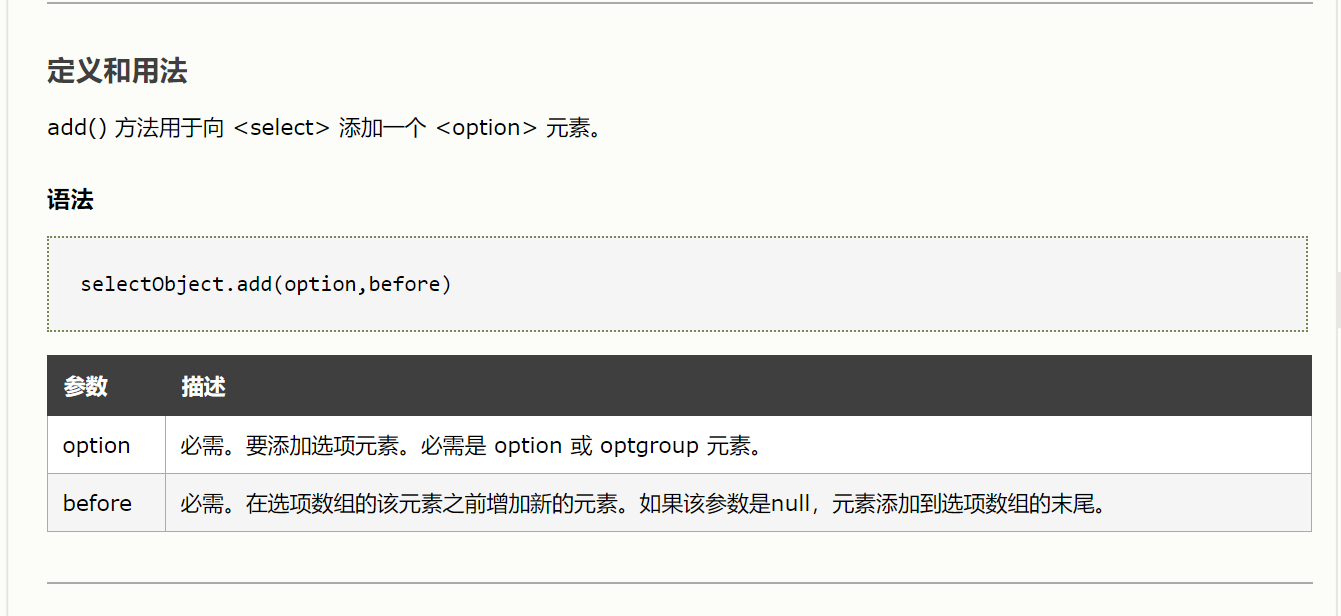 定义和用法
add() 方法用于向 <select> 添加一个 <option> 元素。
语法
selectObject.add(option,before)
参数 描述
option 必需。要添加选项元素。必需是 option 或 optgroup 元素。
before 必需。在选项数组的该元素之前增加新的元素。如果该参数是null，元素添加到选项数组的末尾。